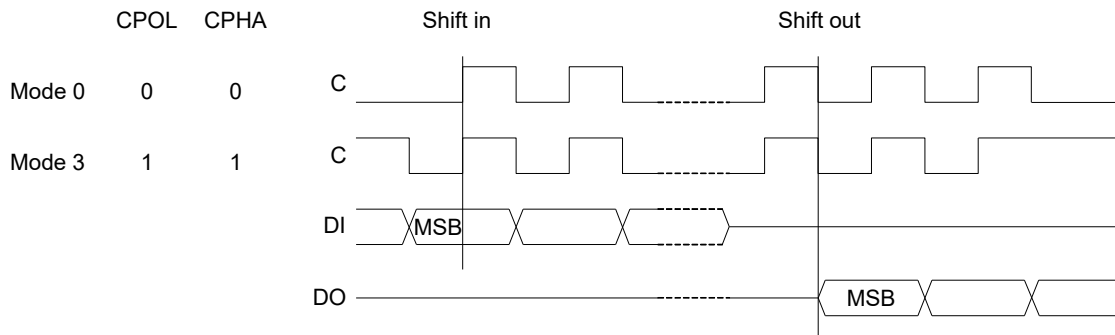 CPOL CPHA Shift in Shift out
Mode 0 0 0 C
Mode 3 1 1 C
DI MSB
DO MSB